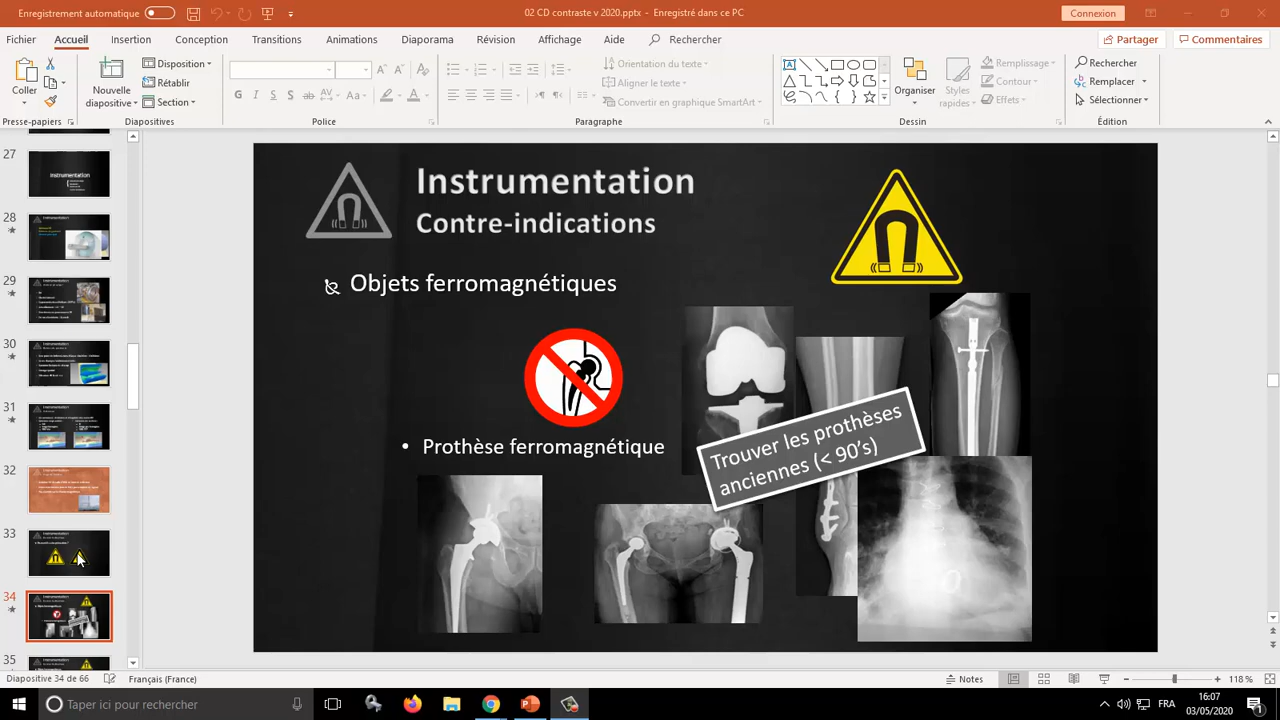 Enregistrement automatique
02 CD contraste v 2020.pptx - Enregistré dans ce PC
Connexion
Fichier Accueil Insertion Conception Transitions Animations Diaporama Révision Affichage Aide Rechercher
Partager Commentaires
Coller
Nouvelle diapositive
Disposition
Rétablir
Section
G I S S ab AV Aa A A
Orientation du texte
Aligner le texte
Convertir en graphique SmartArt
Organiser
Styles rapides
Remplissage
Contour
Effets
Rechercher
Remplacer
Sélectionner
Presse-papiers Diapositives Police Paragraphe Dessin Édition
27
Instrumentation
28
29
30
31
32
33
34
35
Instrumentation
Contre-indications
Objets ferromagnétiques
• Prothèse ferromagnétique
Trouver les prothèses
anciennes (< 90's)
Diapositive 34 de 66 Français (France) Notes 118 %
Taper ici pour rechercher
FRA
16:07
03/05/2020